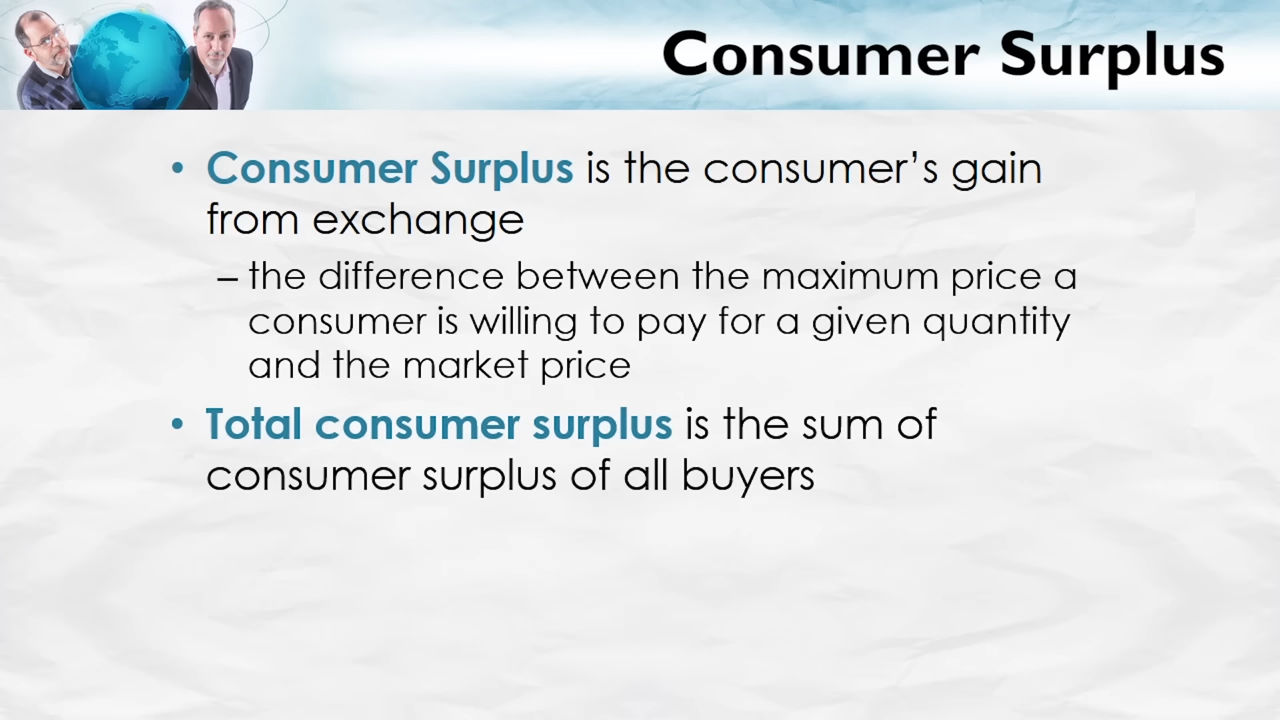 Consumer Surplus
• Consumer Surplus is the consumer’s gain
from exchange
– the difference between the maximum price a
consumer is willing to pay for a given quantity
and the market price
• Total consumer surplus is the sum of
consumer surplus of all buyers